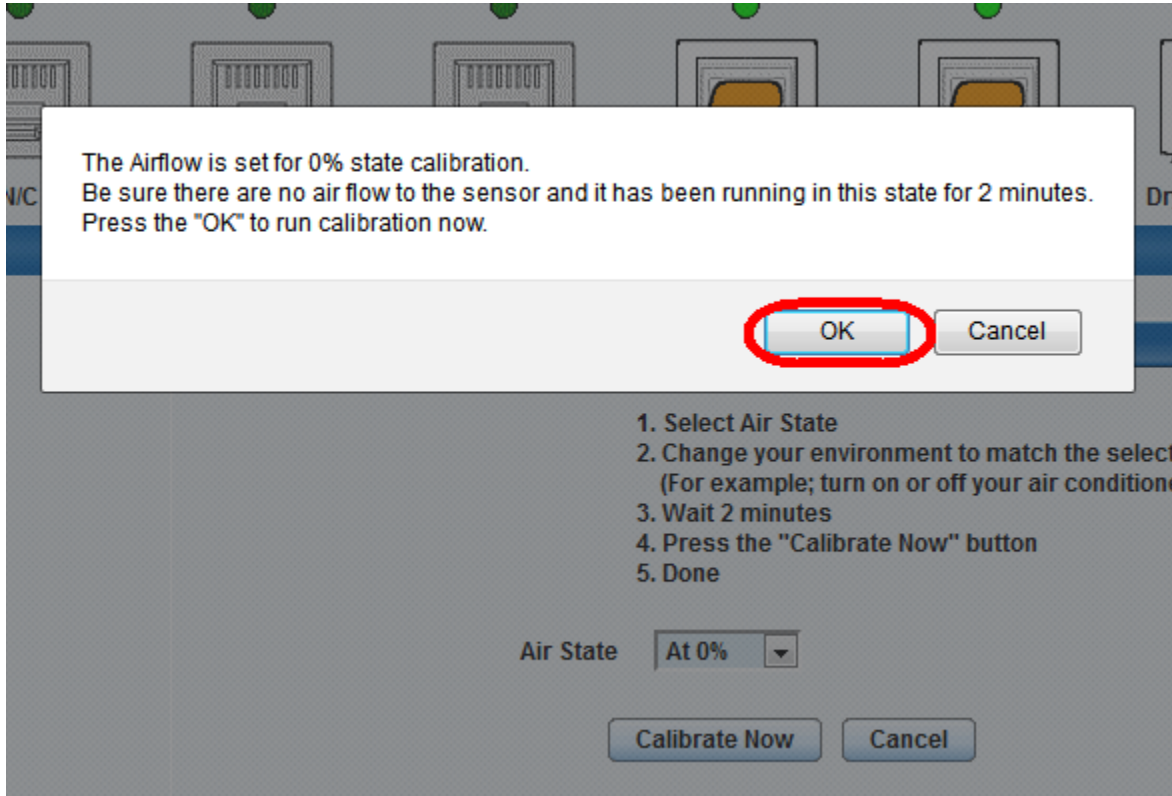 The Airflow is set for 0% state calibration.
Be sure there are no air flow to the sensor and it has been running in this state for 2 minutes.
Press the "OK" to run calibration now.
N/C
OK
Cancel
1. Select Air State
2. Change your environment to match the select
(For example; turn on or off your air condition
3. Wait 2 minutes
4. Press the "Calibrate Now" button
5. Done
Air State
At 0%
Calibrate Now
Cancel